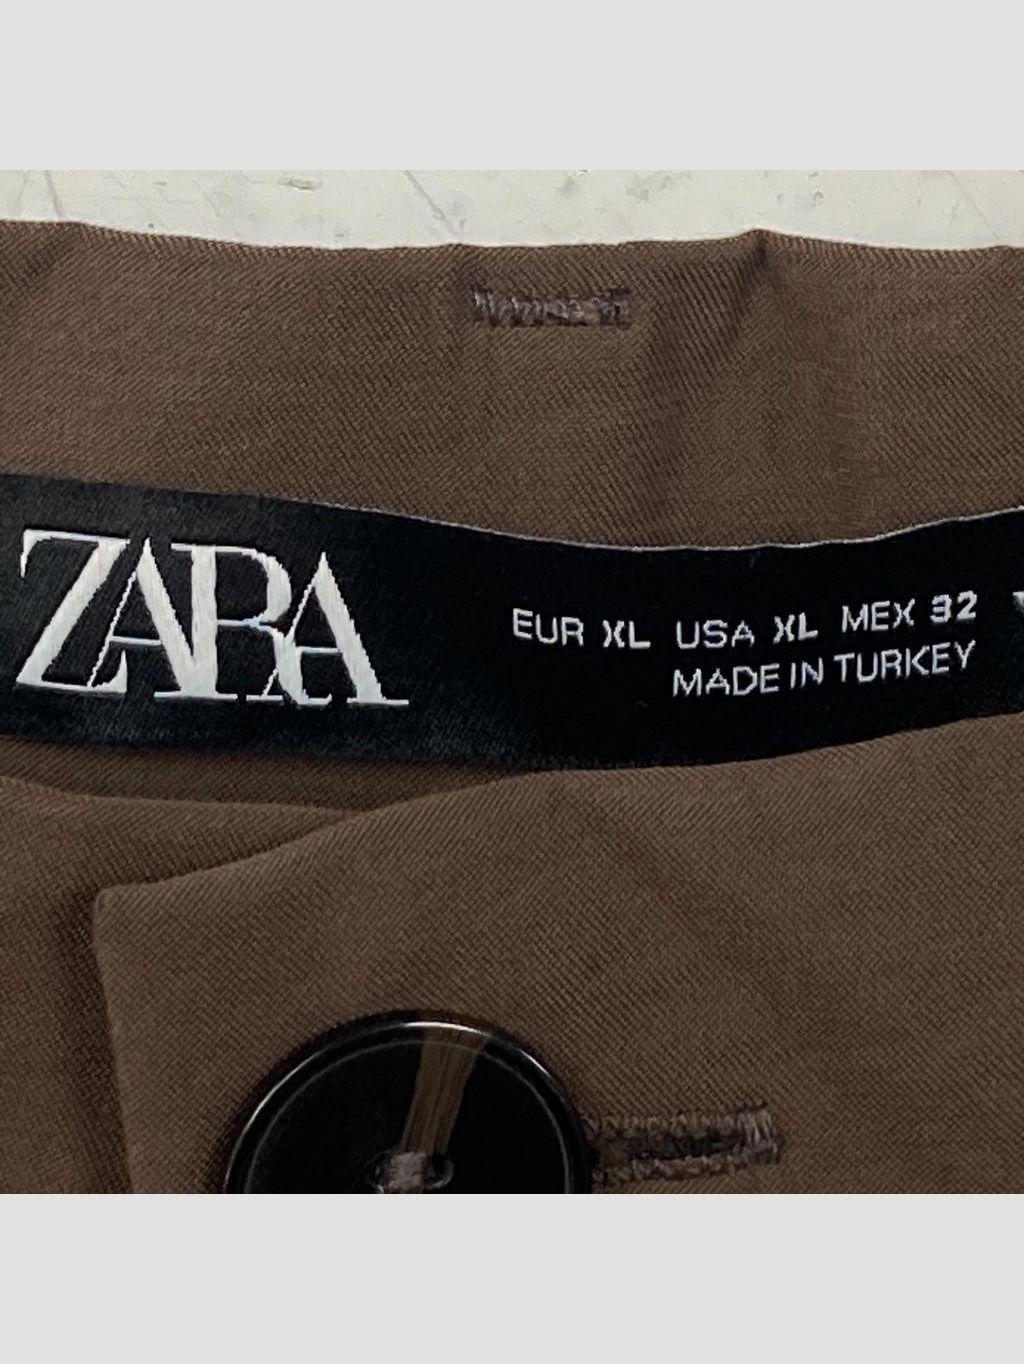 ZARA
EUR XL USA XL MEX 32
MADE IN TURKEY